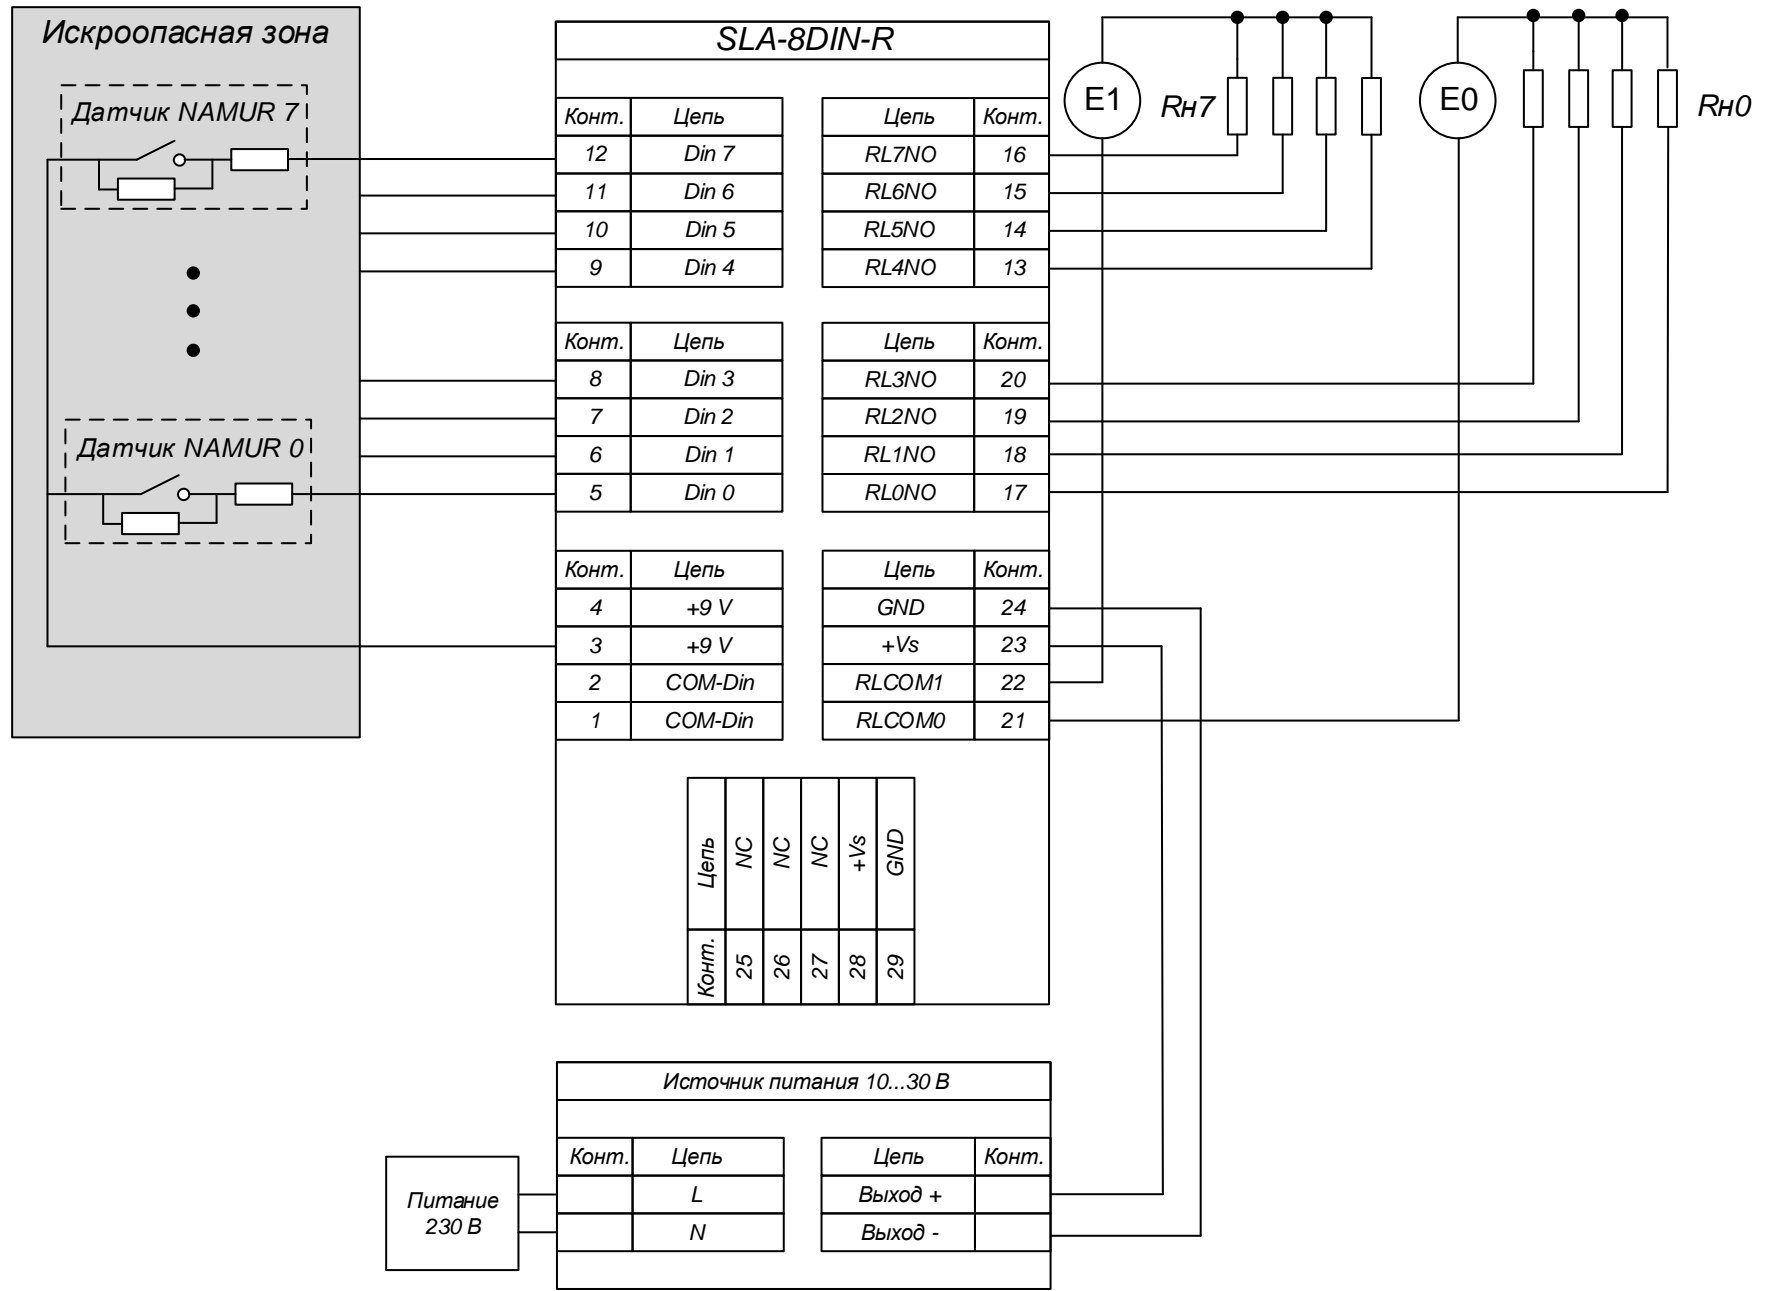 Искроопасная зона
Датчик NAMUR 7
Датчик NAMUR 0
SLA-8DIN-R
Конт. Цепь
12 Din 7
11 Din 6
10 Din 5
9 Din 4
Конт. Цепь
8 Din 3
7 Din 2
6 Din 1
5 Din 0
Конт. Цепь
4 +9 V
3 +9 V
2 COM-Din
1 COM-Din
Цепь Конт.
RL7NO 16
RL6NO 15
RL5NO 14
RL4NO 13
Цепь Конт.
RL3NO 20
RL2NO 19
RL1NO 18
RL0NO 17
Цепь Конт.
GND 24
+Vs 23
RLCOM1 22
RLCOM0 21
Цепь NC NC NC +Vs GND
Конт. 25 26 27 28 29
E1
Rн7
E0
Rн0
Источник питания 10...30 В
Конт. Цепь
L
N
Цепь Конт.
Выход +
Выход -
Питание
230 В